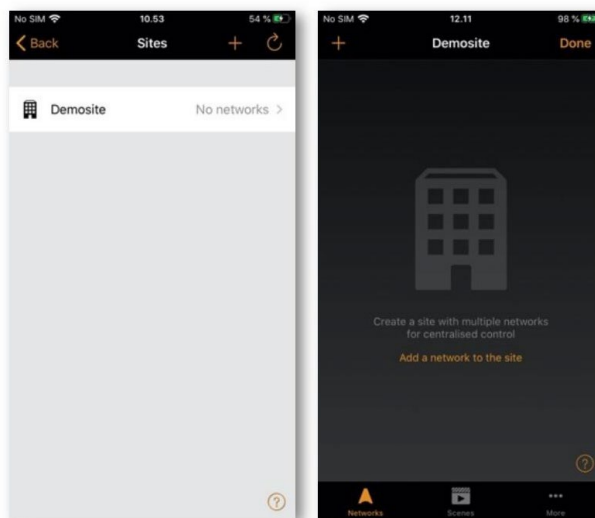 No SIM 10.53 54 %
Back Sites
Demosite No networks
No SIM 12.11 98 %
Demosite Done
Create a site with multiple networks
for centralised control
Add a network to the site
?
Networks Scenes More
?